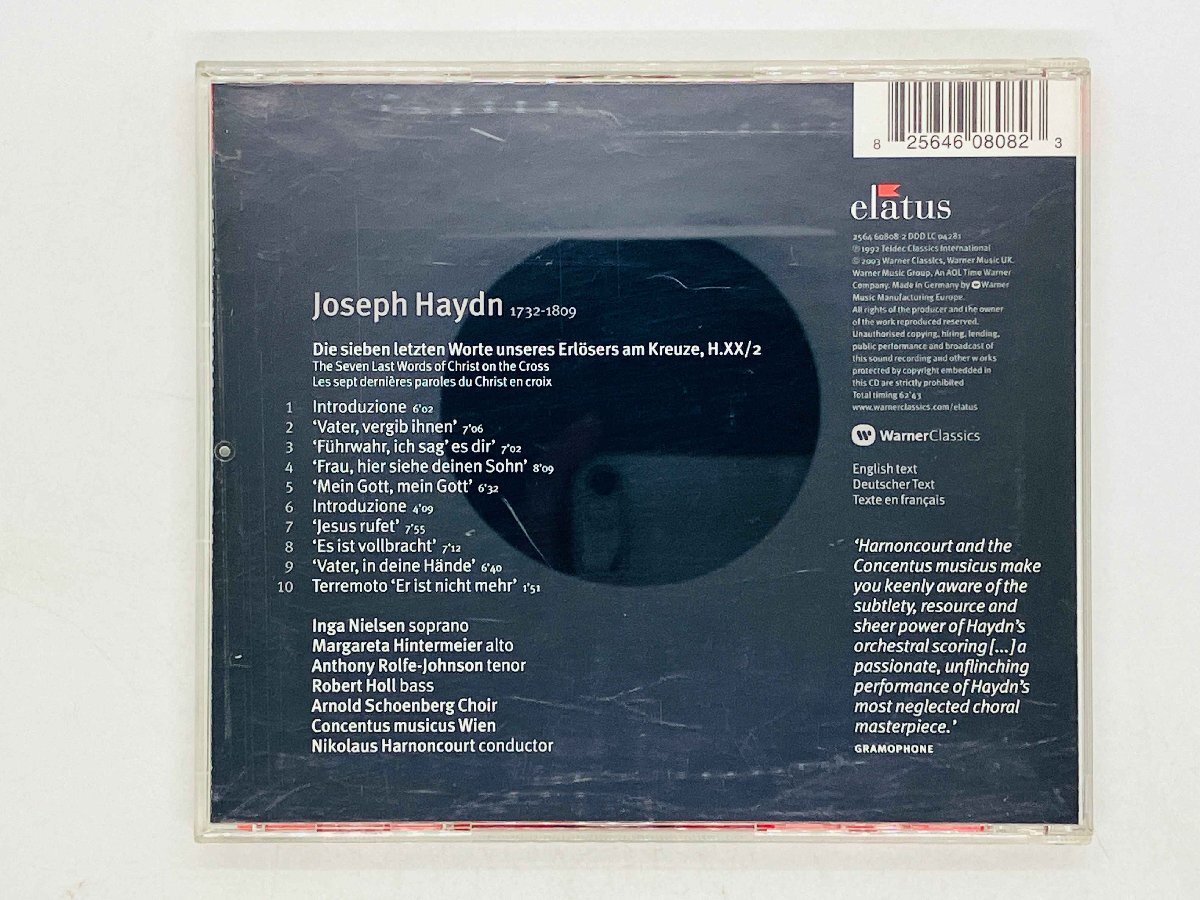 8 25646 08082 3
elatus
2564 60808-2 DDD LC 04281
℗ 1992 Teldec Classics International
© 2003 Warner Classics, Warner Music UK.
Warner Music Group, An AOL Time Warner
Company. Made in Germany by Warner
Music Manufacturing Europe.
All rights of the producer and the owner
of the work reproduced reserved.
Unauthorised copying, hiring, lending,
public performance and broadcast of
this sound recording and other works
protected by copyright embedded in
this CD are strictly prohibited
Total timing 62'43
www.warnerclassics.com/elatus
WarnerClassics
English text
Deutscher Text
Texte en français
Joseph Haydn 1732-1809
Die sieben letzten Worte unseres Erlösers am Kreuze, H.XX/2
The Seven Last Words of Christ on the Cross
Les sept dernières paroles du Christ en croix
1 Introduzione 6'02
2 ‘Vater, vergib ihnen’ 7'06
3 ‘Führwahr, ich sag’ es dir’ 7'02
4 ‘Frau, hier siehe deinen Sohn’ 8'09
5 ‘Mein Gott, mein Gott’ 6'32
6 Introduzione 4'09
7 ‘Jesus rufet’ 7'55
8 ‘Es ist vollbracht’ 7'12
9 ‘Vater, in deine Hände’ 6'40
10 Terremoto ‘Er ist nicht mehr’ 1'51
Inga Nielsen soprano
Margareta Hintermeier alto
Anthony Rolfe-Johnson tenor
Robert Holl bass
Arnold Schoenberg Choir
Concentus musicus Wien
Nikolaus Harnoncourt conductor
‘Harnoncourt and the
Concentus musicus make
you keenly aware of the
subtlety, resource and
sheer power of Haydn’s
orchestral scoring [...] a
passionate, unflinching
performance of Haydn’s
most neglected choral
masterpiece.’
GRAMOPHONE